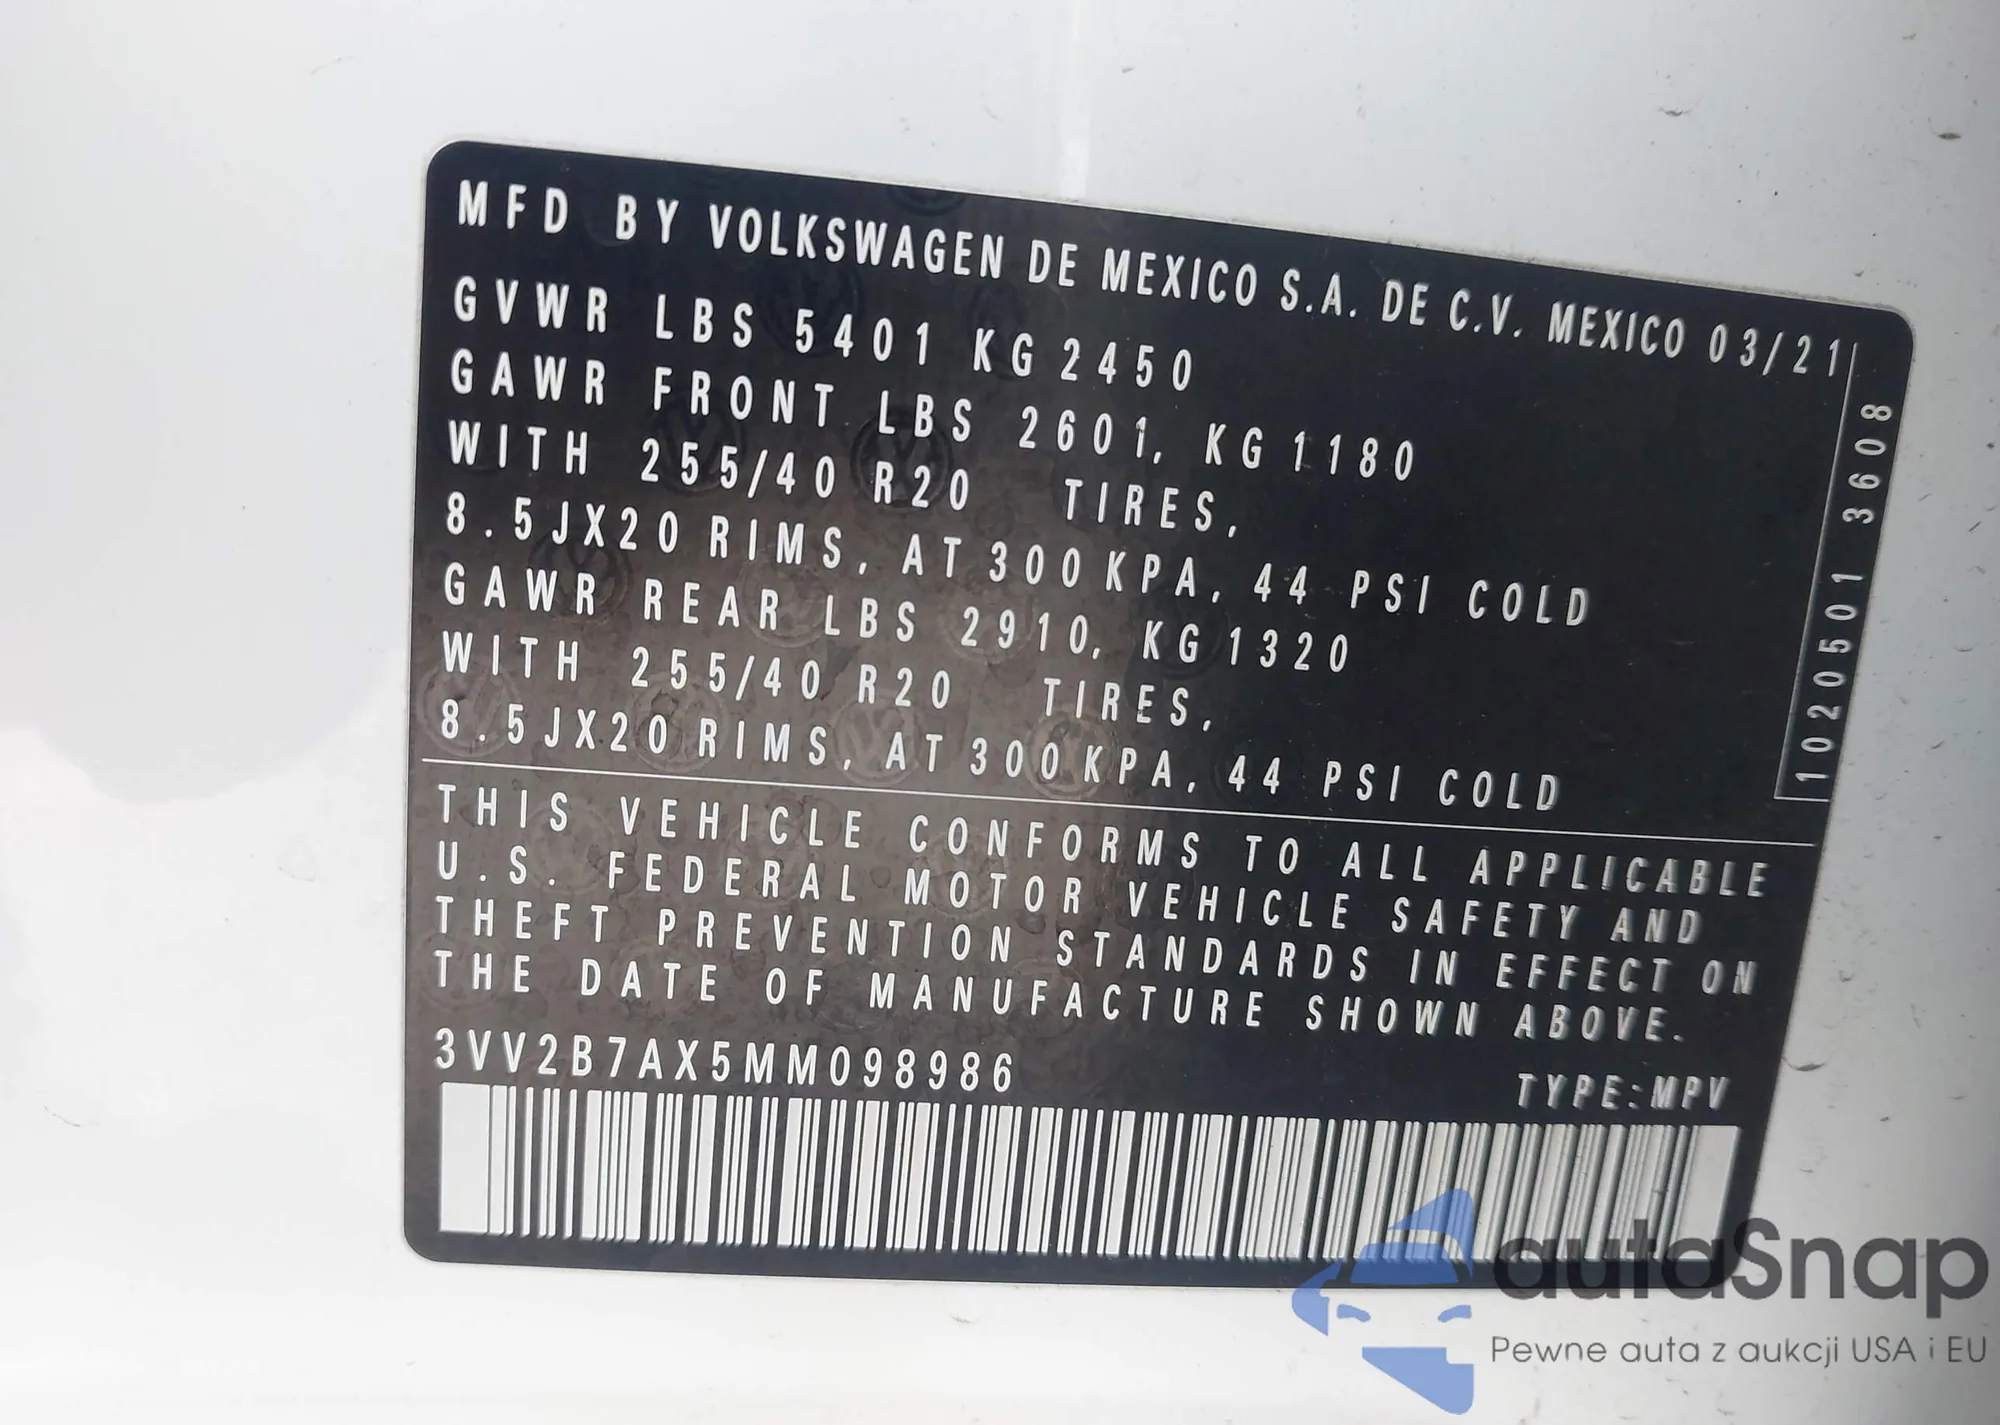 MFD BY VOLKSWAGEN DE MEXICO S.A. DE C.V. MEXICO 03/21
GVWR LBS 5401 KG 2450
GAWR FRONT LBS 2601, KG 1180
WITH 255/40 R20 TIRES,
8.5JX20 RIMS, AT 300 KPA, 44 PSI COLD
GAWR REAR LBS 2910, KG 1320
WITH 255/40 R20 TIRES,
8.5JX20 RIMS, AT 300 KPA, 44 PSI COLD
1020501 3608
THIS VEHICLE CONFORMS TO ALL APPLICABLE
U.S. FEDERAL MOTOR VEHICLE SAFETY AND
THEFT PREVENTION STANDARDS IN EFFECT ON
THE DATE OF MANUFACTURE SHOWN ABOVE.
3VV2B7AX5MM098986
TYPE:MPV
autaSnap
Pewne auta z aukcji USA i EU